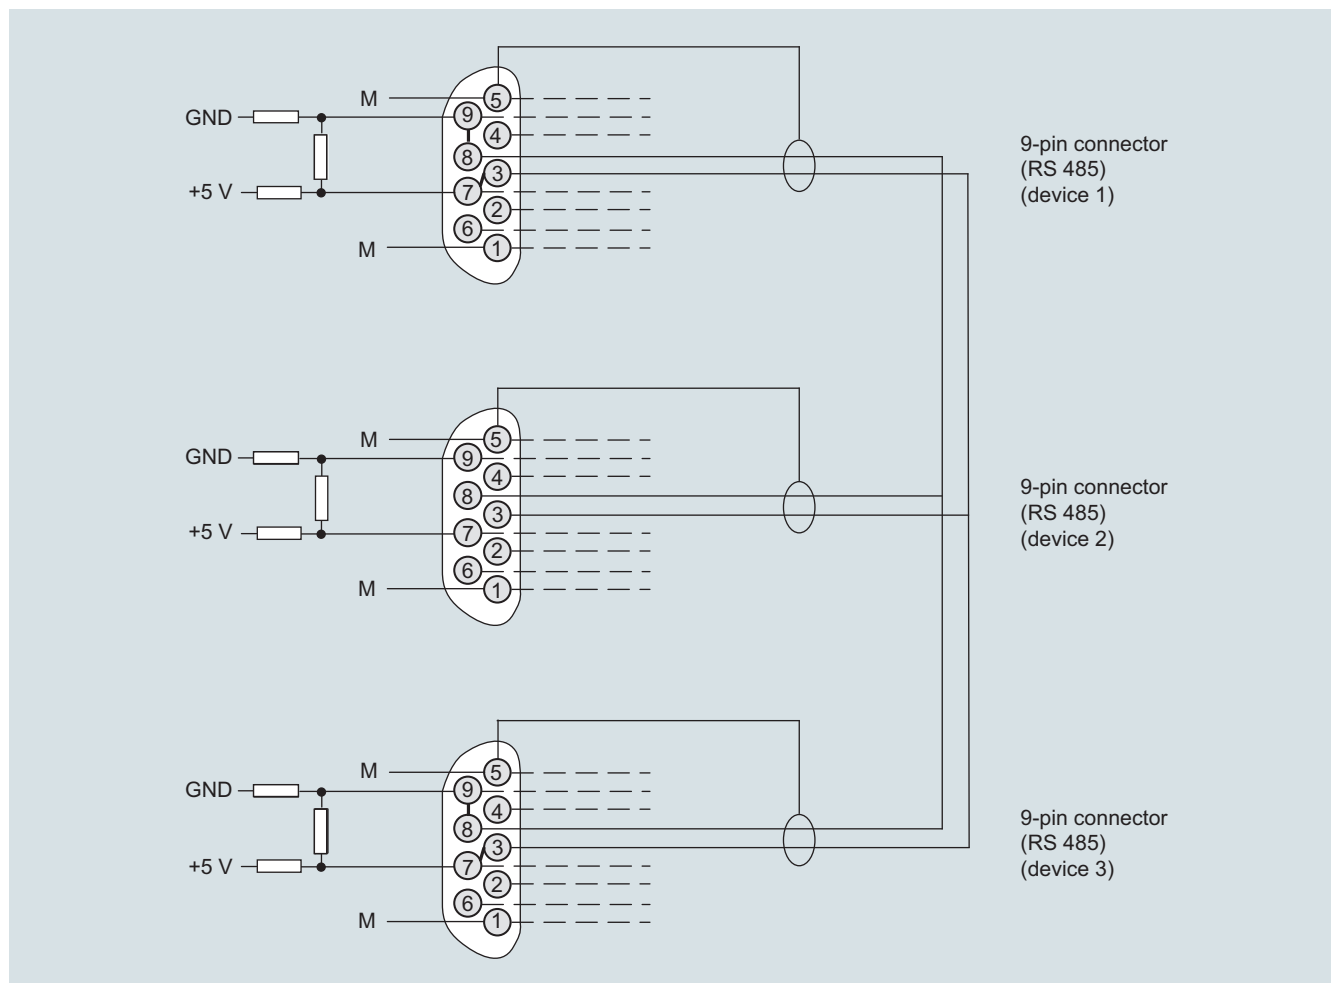 M
5
GND
9
4
8
3
+5 V
7
2
6
M
1
9-pin connector
(RS 485)
(device 1)
M
5
GND
9
4
8
3
+5 V
7
2
6
M
1
9-pin connector
(RS 485)
(device 2)
M
5
GND
9
4
8
3
+5 V
7
2
6
M
1
9-pin connector
(RS 485)
(device 3)